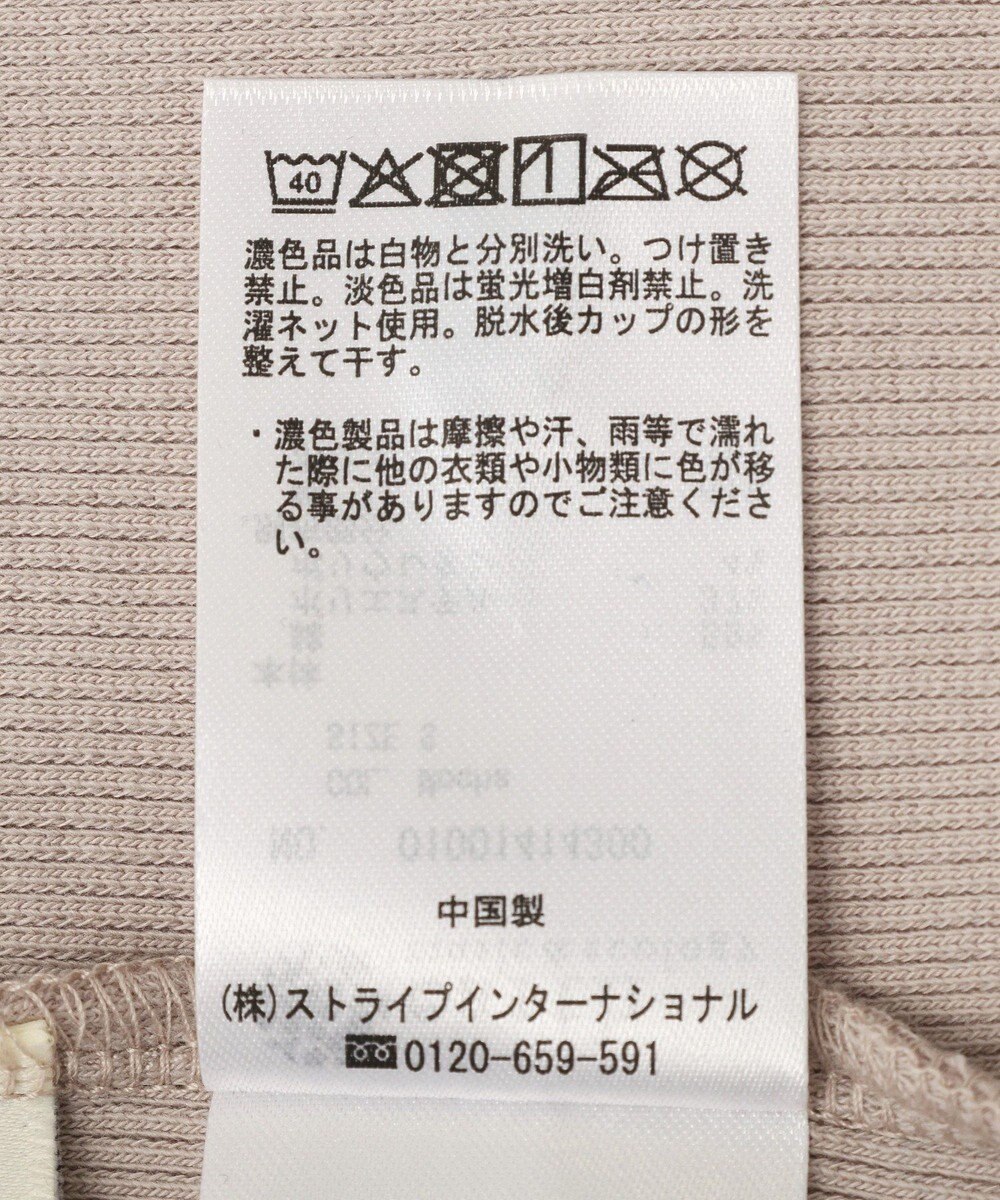 40
濃色品は白物と分別洗い。つけ置き
禁止。淡色品は蛍光増白剤禁止。洗
濯ネット使用。脱水後カップの形を
整えて干す。
・濃色製品は摩擦や汗、雨等で濡れ
た際に他の衣類や小物類に色が移
る事がありますのでご注意くださ
い。
中国製
(株)ストライプインターナショナル
0120-659-591